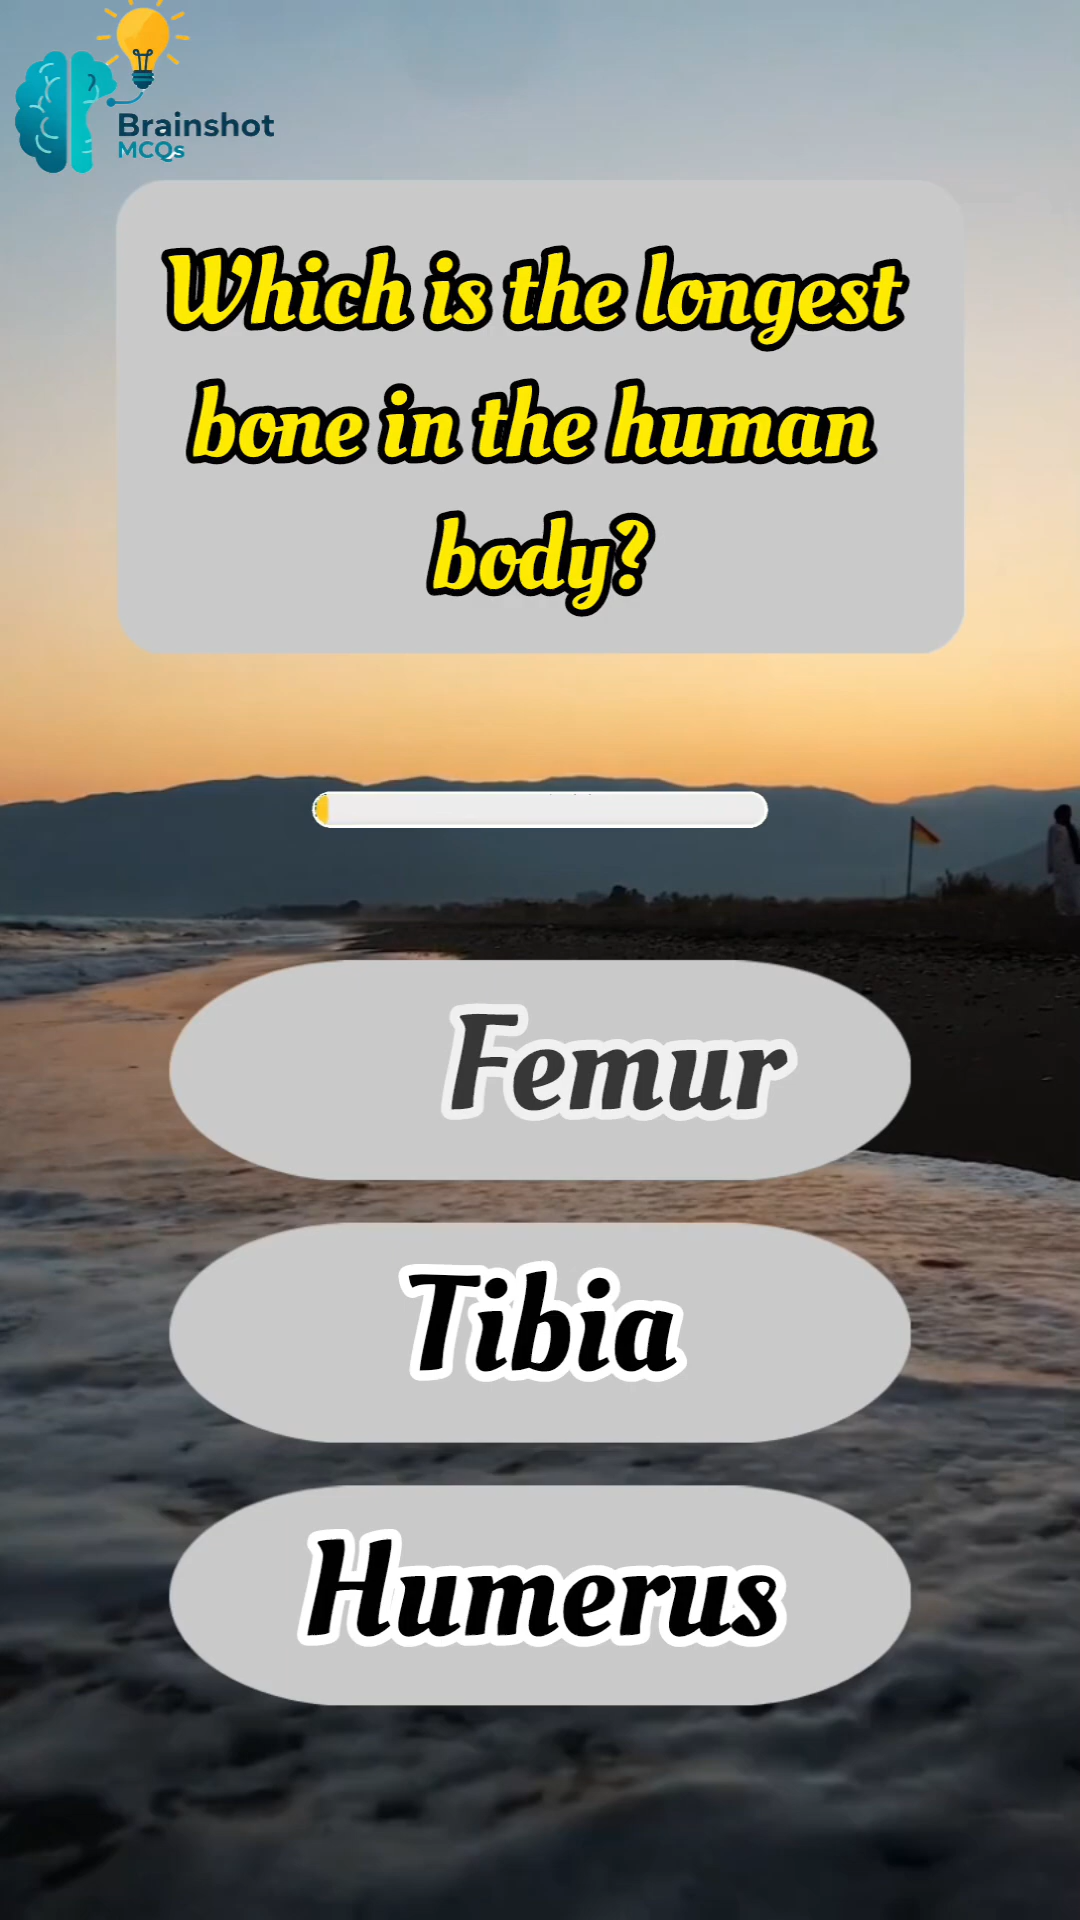 Brainshot
MCQs
Which is the longest
bone in the human
body?
Femur
Tibia
Humerus